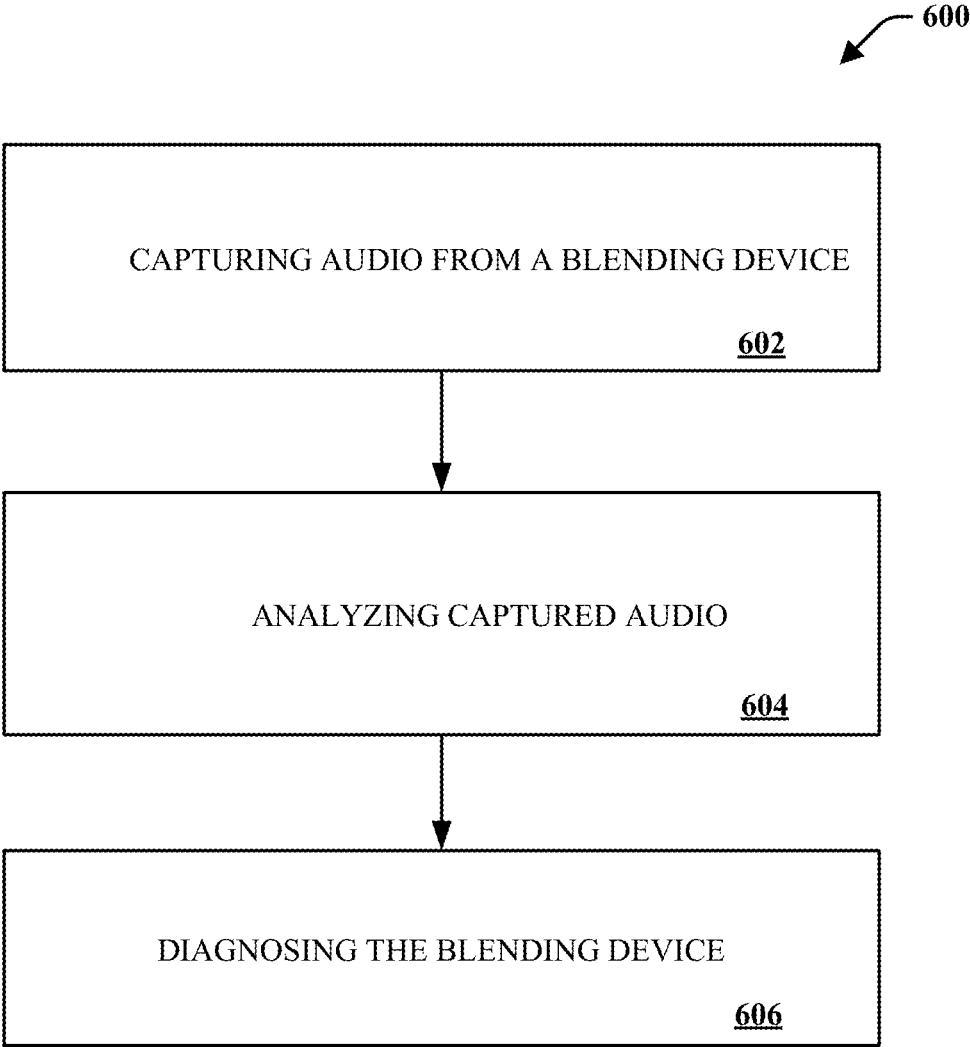 600
CAPTURING AUDIO FROM A BLENDING DEVICE
602
ANALYZING CAPTURED AUDIO
604
DIAGNOSING THE BLENDING DEVICE
606